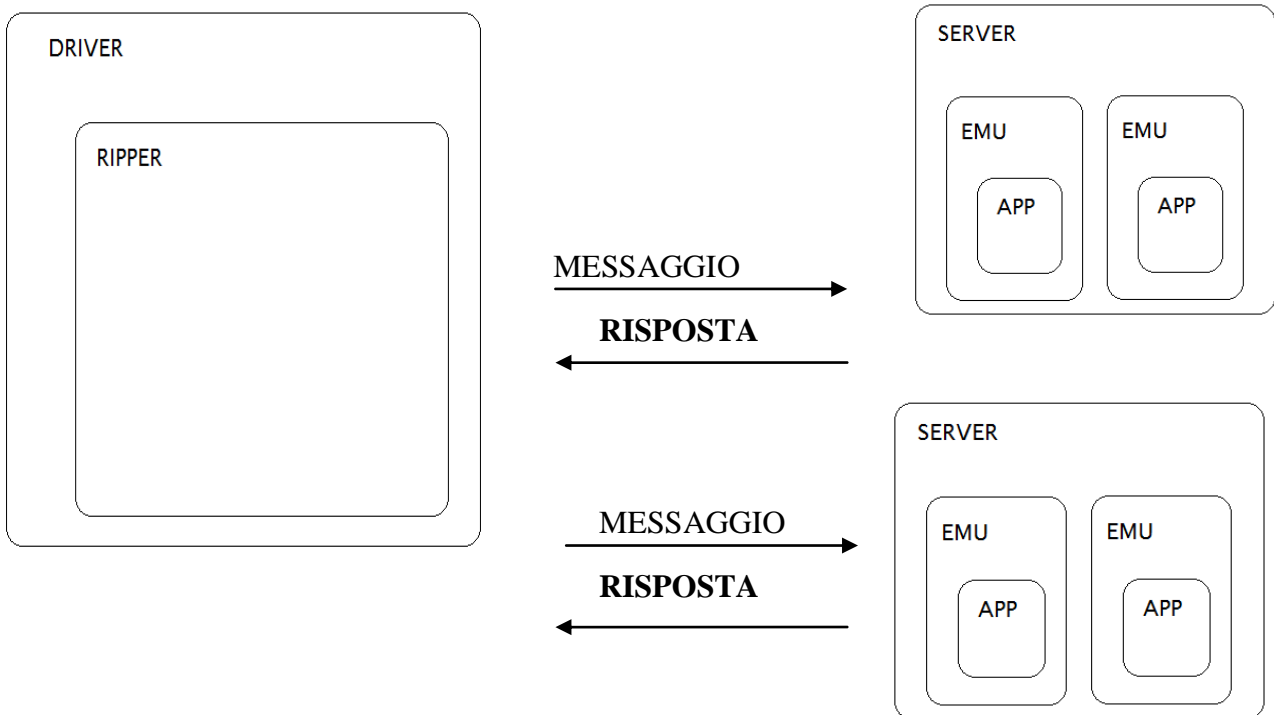 DRIVER
RIPPER
MESSAGGIO
RISPOSTA
MESSAGGIO
RISPOSTA
SERVER
EMU
EMU
APP
APP
SERVER
EMU
EMU
APP
APP